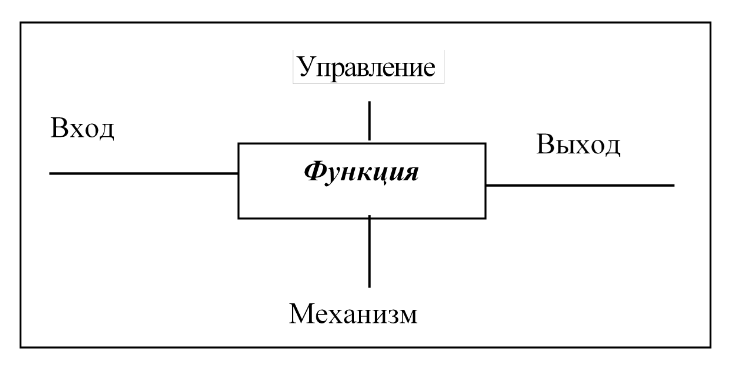 Управление
Вход
Выход
Функция
Механизм